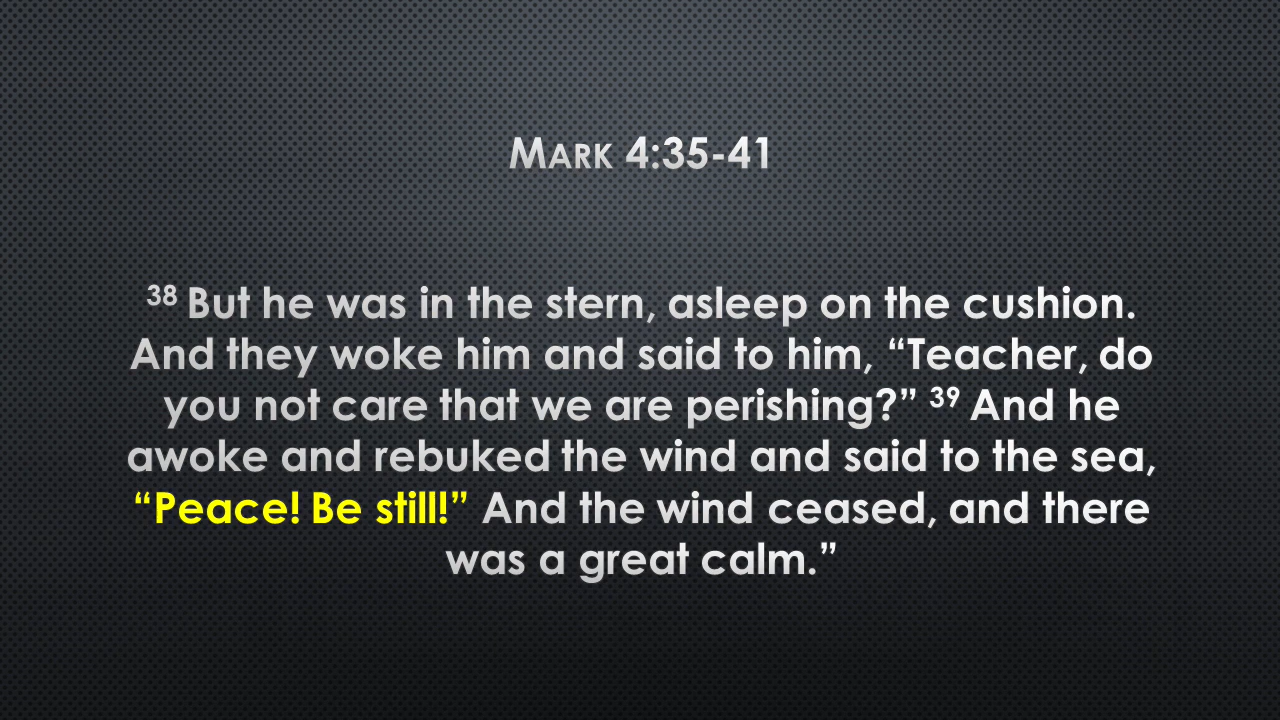 Mark 4:35-41
38 But he was in the stern, asleep on the cushion.
And they woke him and said to him, “Teacher, do
you not care that we are perishing?” 39 And he
awoke and rebuked the wind and said to the sea,
“Peace! Be still!” And the wind ceased, and there
was a great calm.”